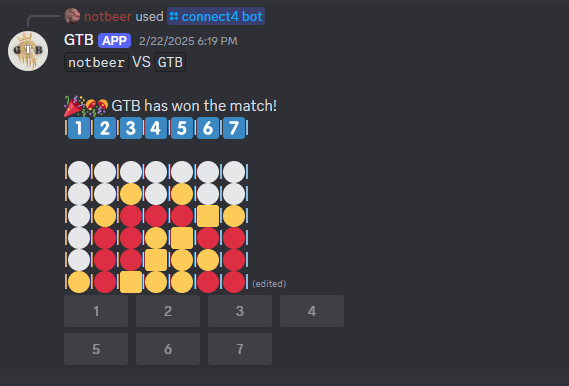 notbeer used connect4 bot
GTB
GTB APP 2/22/2025 6:19 PM
notbeer VS GTB
GTB has won the match!
1 2 3 4 5 6 7
(edited)
1 2 3 4
5 6 7